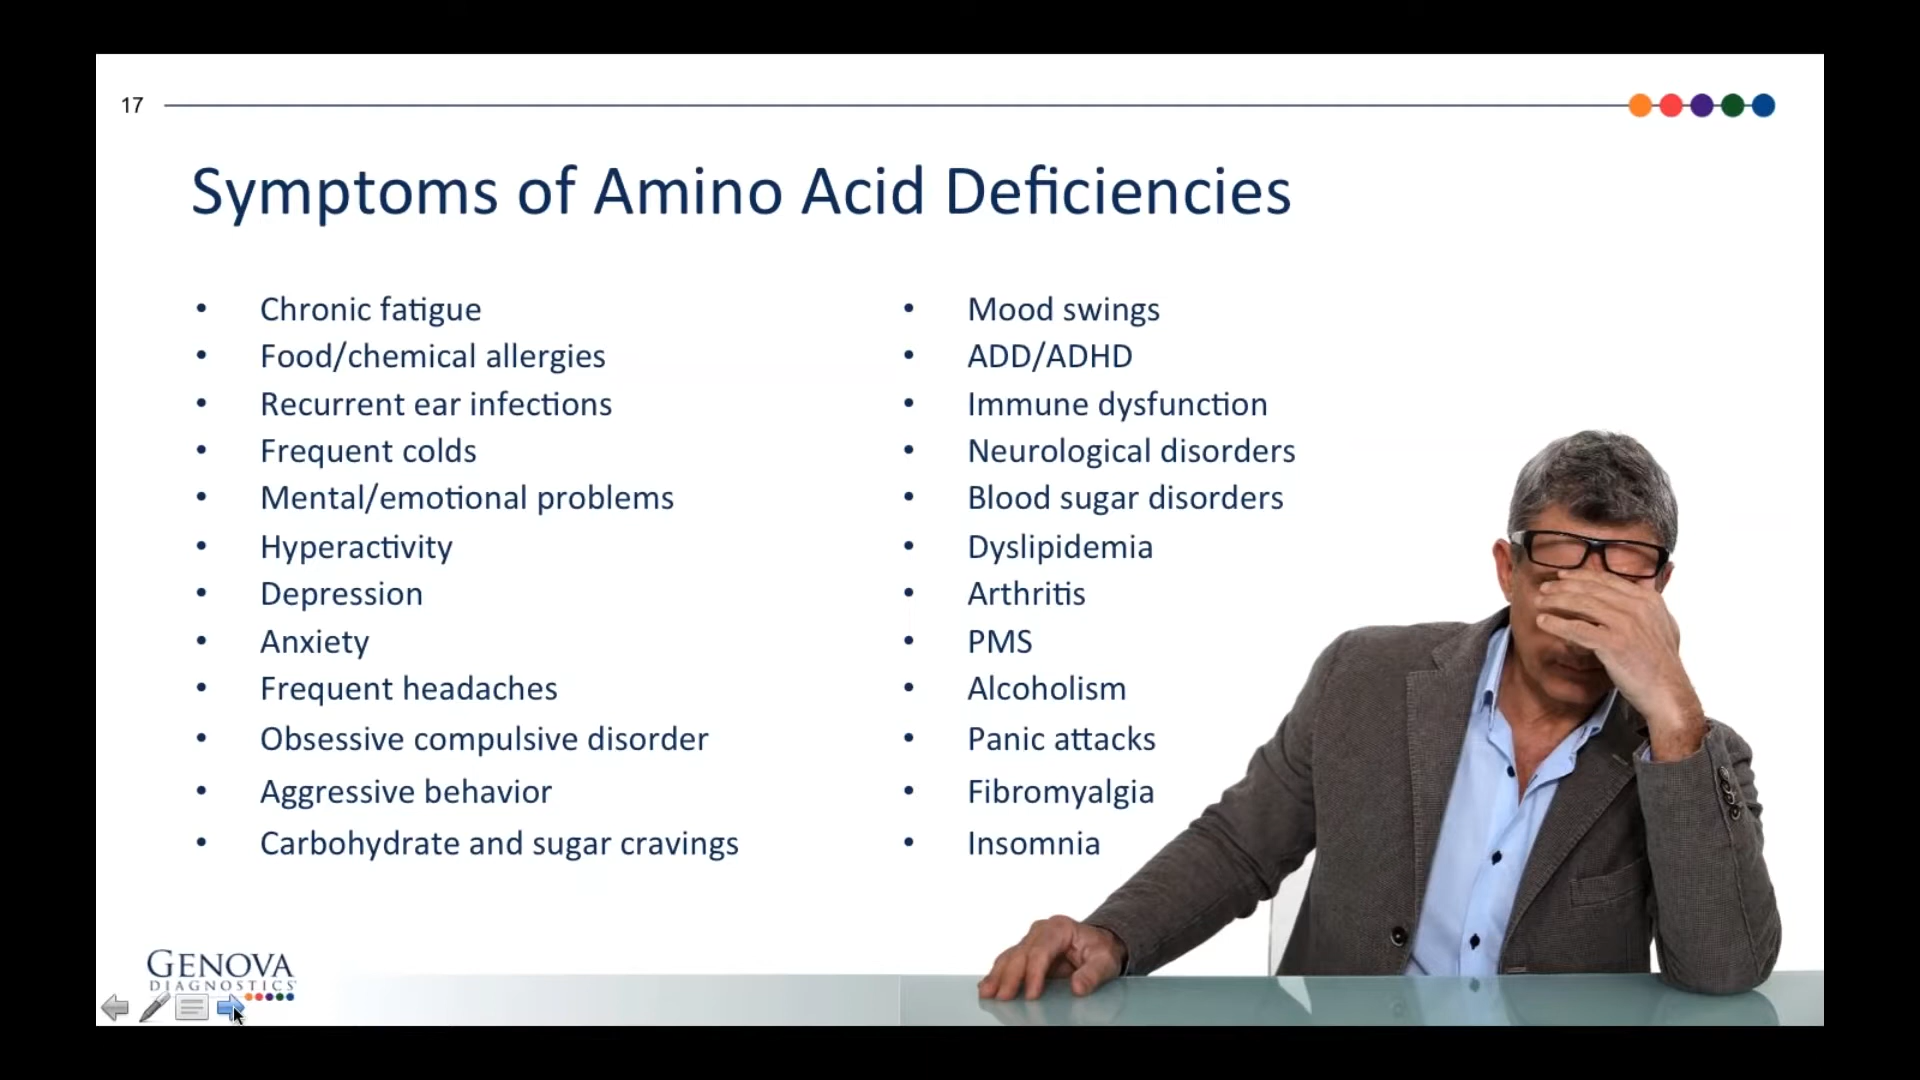 17
Symptoms of Amino Acid Deficiencies
• Chronic fatigue
• Food/chemical allergies
• Recurrent ear infections
• Frequent colds
• Mental/emotional problems
• Hyperactivity
• Depression
• Anxiety
• Frequent headaches
• Obsessive compulsive disorder
• Aggressive behavior
• Carbohydrate and sugar cravings
• Mood swings
• ADD/ADHD
• Immune dysfunction
• Neurological disorders
• Blood sugar disorders
• Dyslipidemia
• Arthritis
• PMS
• Alcoholism
• Panic attacks
• Fibromyalgia
• Insomnia
GENOVA
DIAGNOSTICS